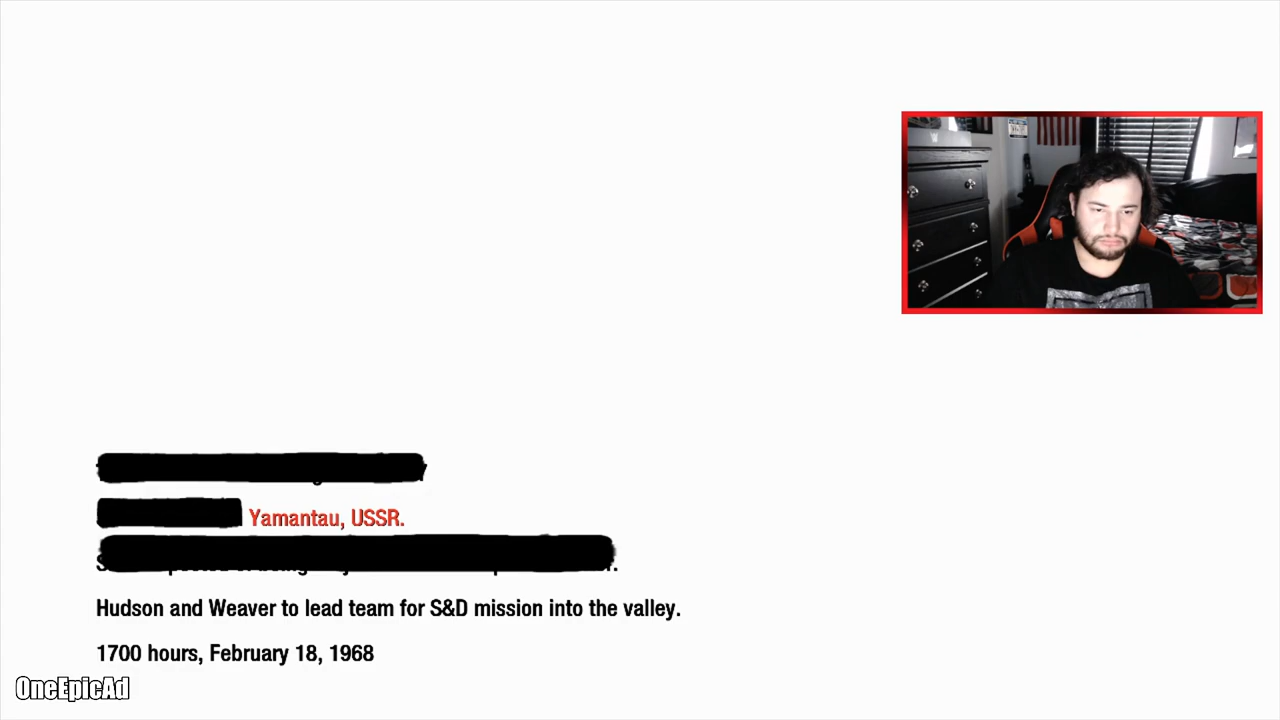 Yamantau, USSR.
Hudson and Weaver to lead team for S&D mission into the valley.
1700 hours, February 18, 1968
OneEpicAd